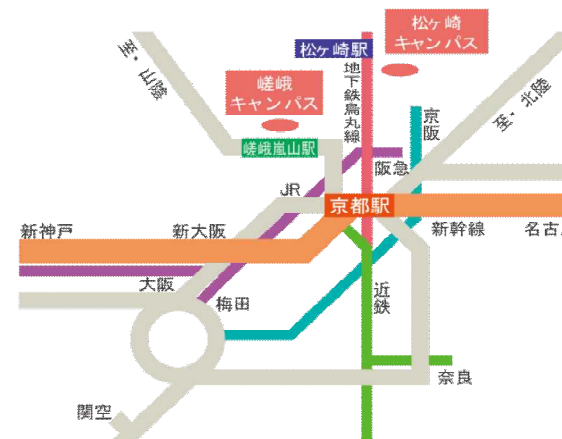 松ヶ崎
キャンパス
松ヶ崎駅
地下鉄烏丸線
至・山陰
嵯峨
キャンパス
至・北陸
京阪
嵯峨嵐山駅
阪急
JR
京都駅
新神戸
新大阪
新幹線
大阪
梅田
近鉄
奈良
関空